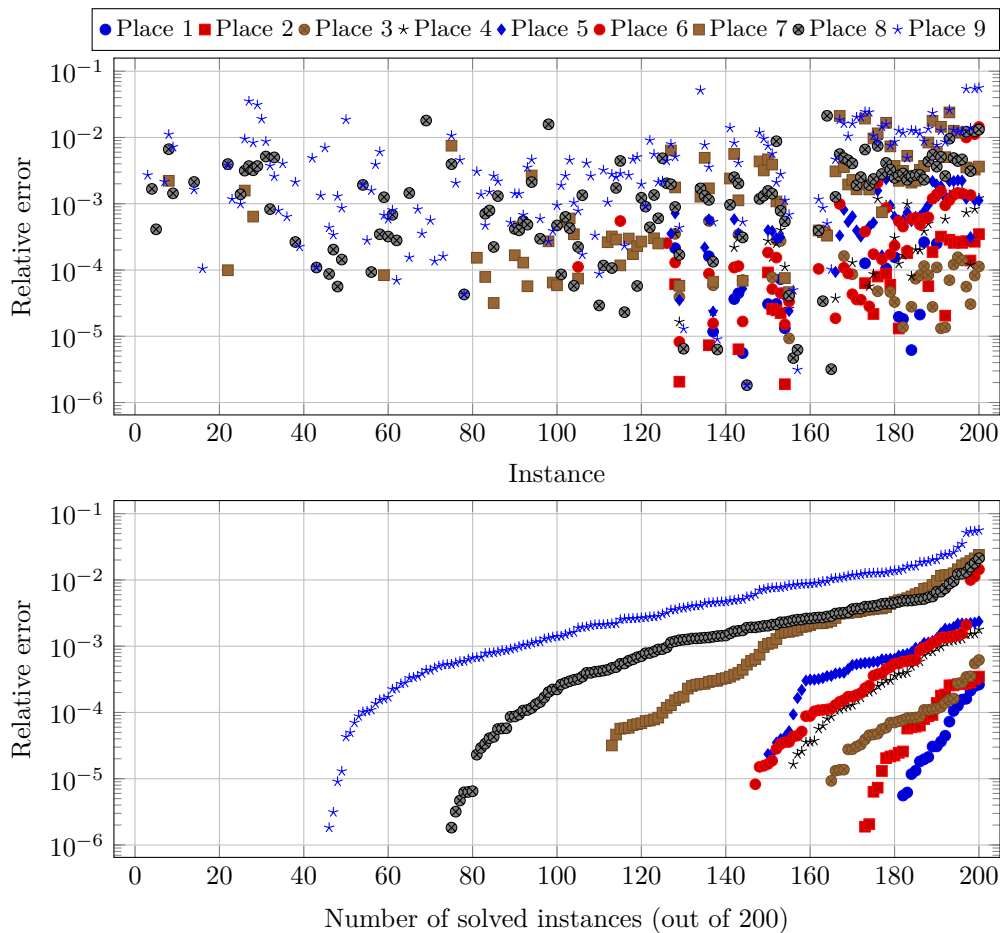 Place 1 Place 2 Place 3 Place 4 Place 5 Place 6 Place 7 Place 8 Place 9
10⁻¹
10⁻²
10⁻³
10⁻⁴
10⁻⁵
10⁻⁶
Relative error
0 20 40 60 80 100 120 140 160 180 200
Instance
10⁻¹
10⁻²
10⁻³
10⁻⁴
10⁻⁵
10⁻⁶
Relative error
0 20 40 60 80 100 120 140 160 180 200
Number of solved instances (out of 200)